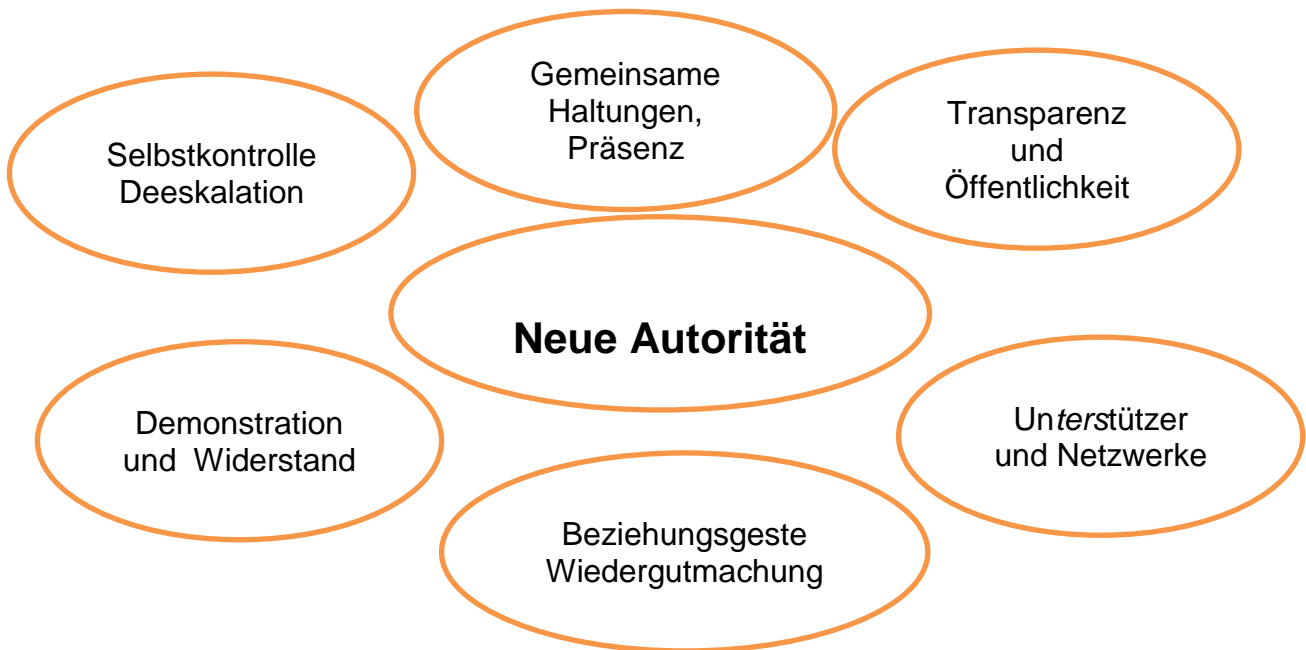 Gemeinsame
Haltungen,
Präsenz
Transparenz
und
Öffentlichkeit
Selbstkontrolle
Deeskalation
Neue Autorität
Demonstration
und  Widerstand
Unterstützer
und Netzwerke
Beziehungsgeste
Wiedergutmachung